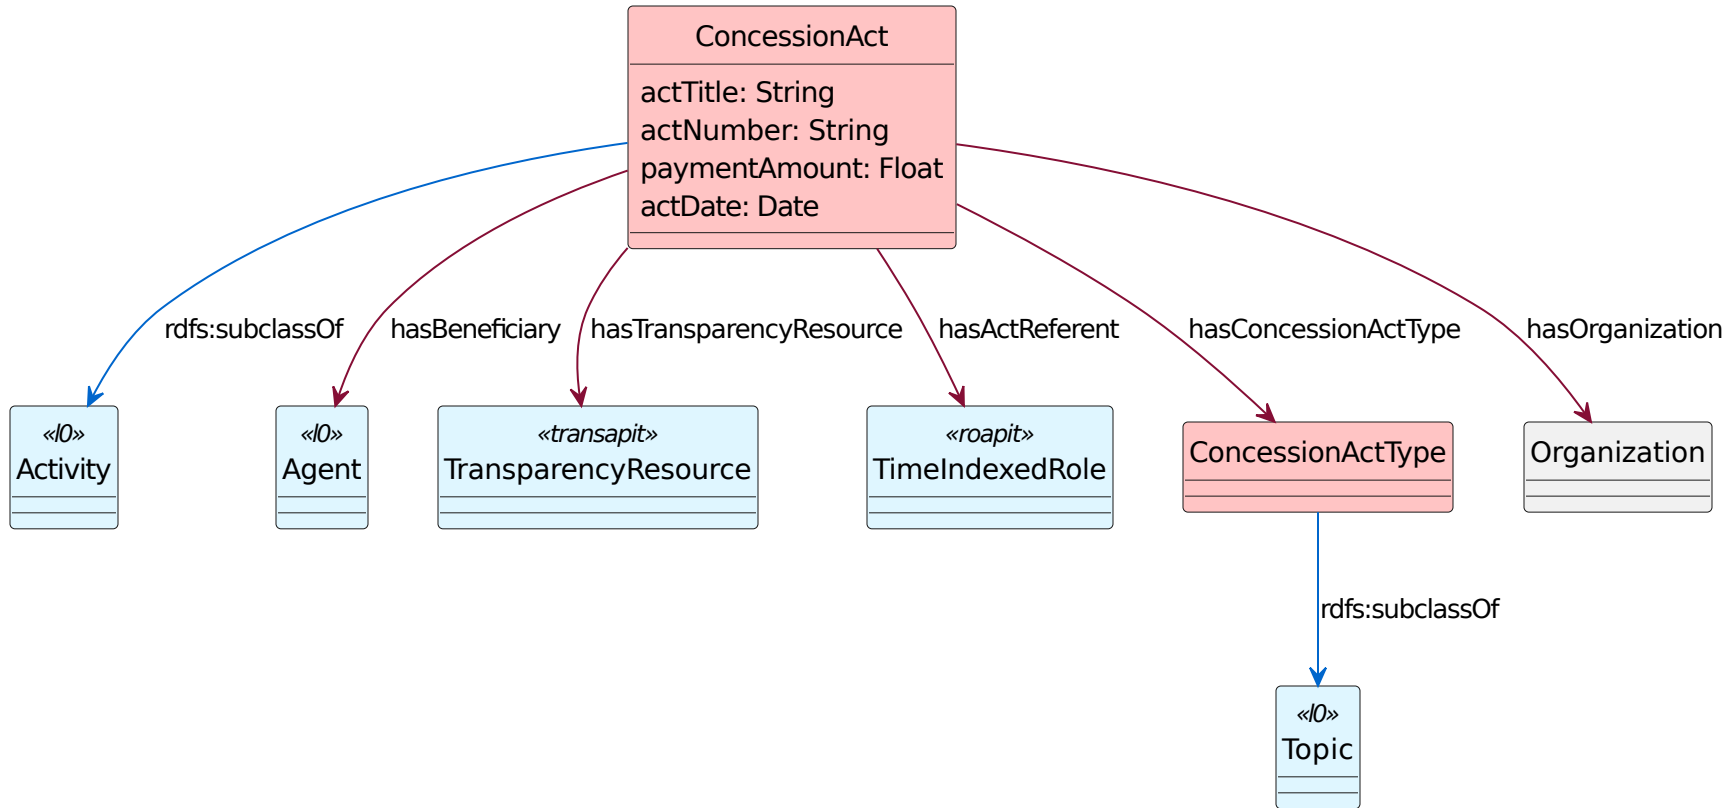 ConcessionAct
actTitle: String
actNumber: String
paymentAmount: Float
actDate: Date
rdfs:subclassOf
hasBeneficiary
hasTransparencyResource
hasActReferent
hasConcessionActType
hasOrganization
«l0»
Activity
«l0»
Agent
«transapit»
TransparencyResource
«roapit»
TimeIndexedRole
ConcessionActType
Organization
rdfs:subclassOf
«l0»
Topic